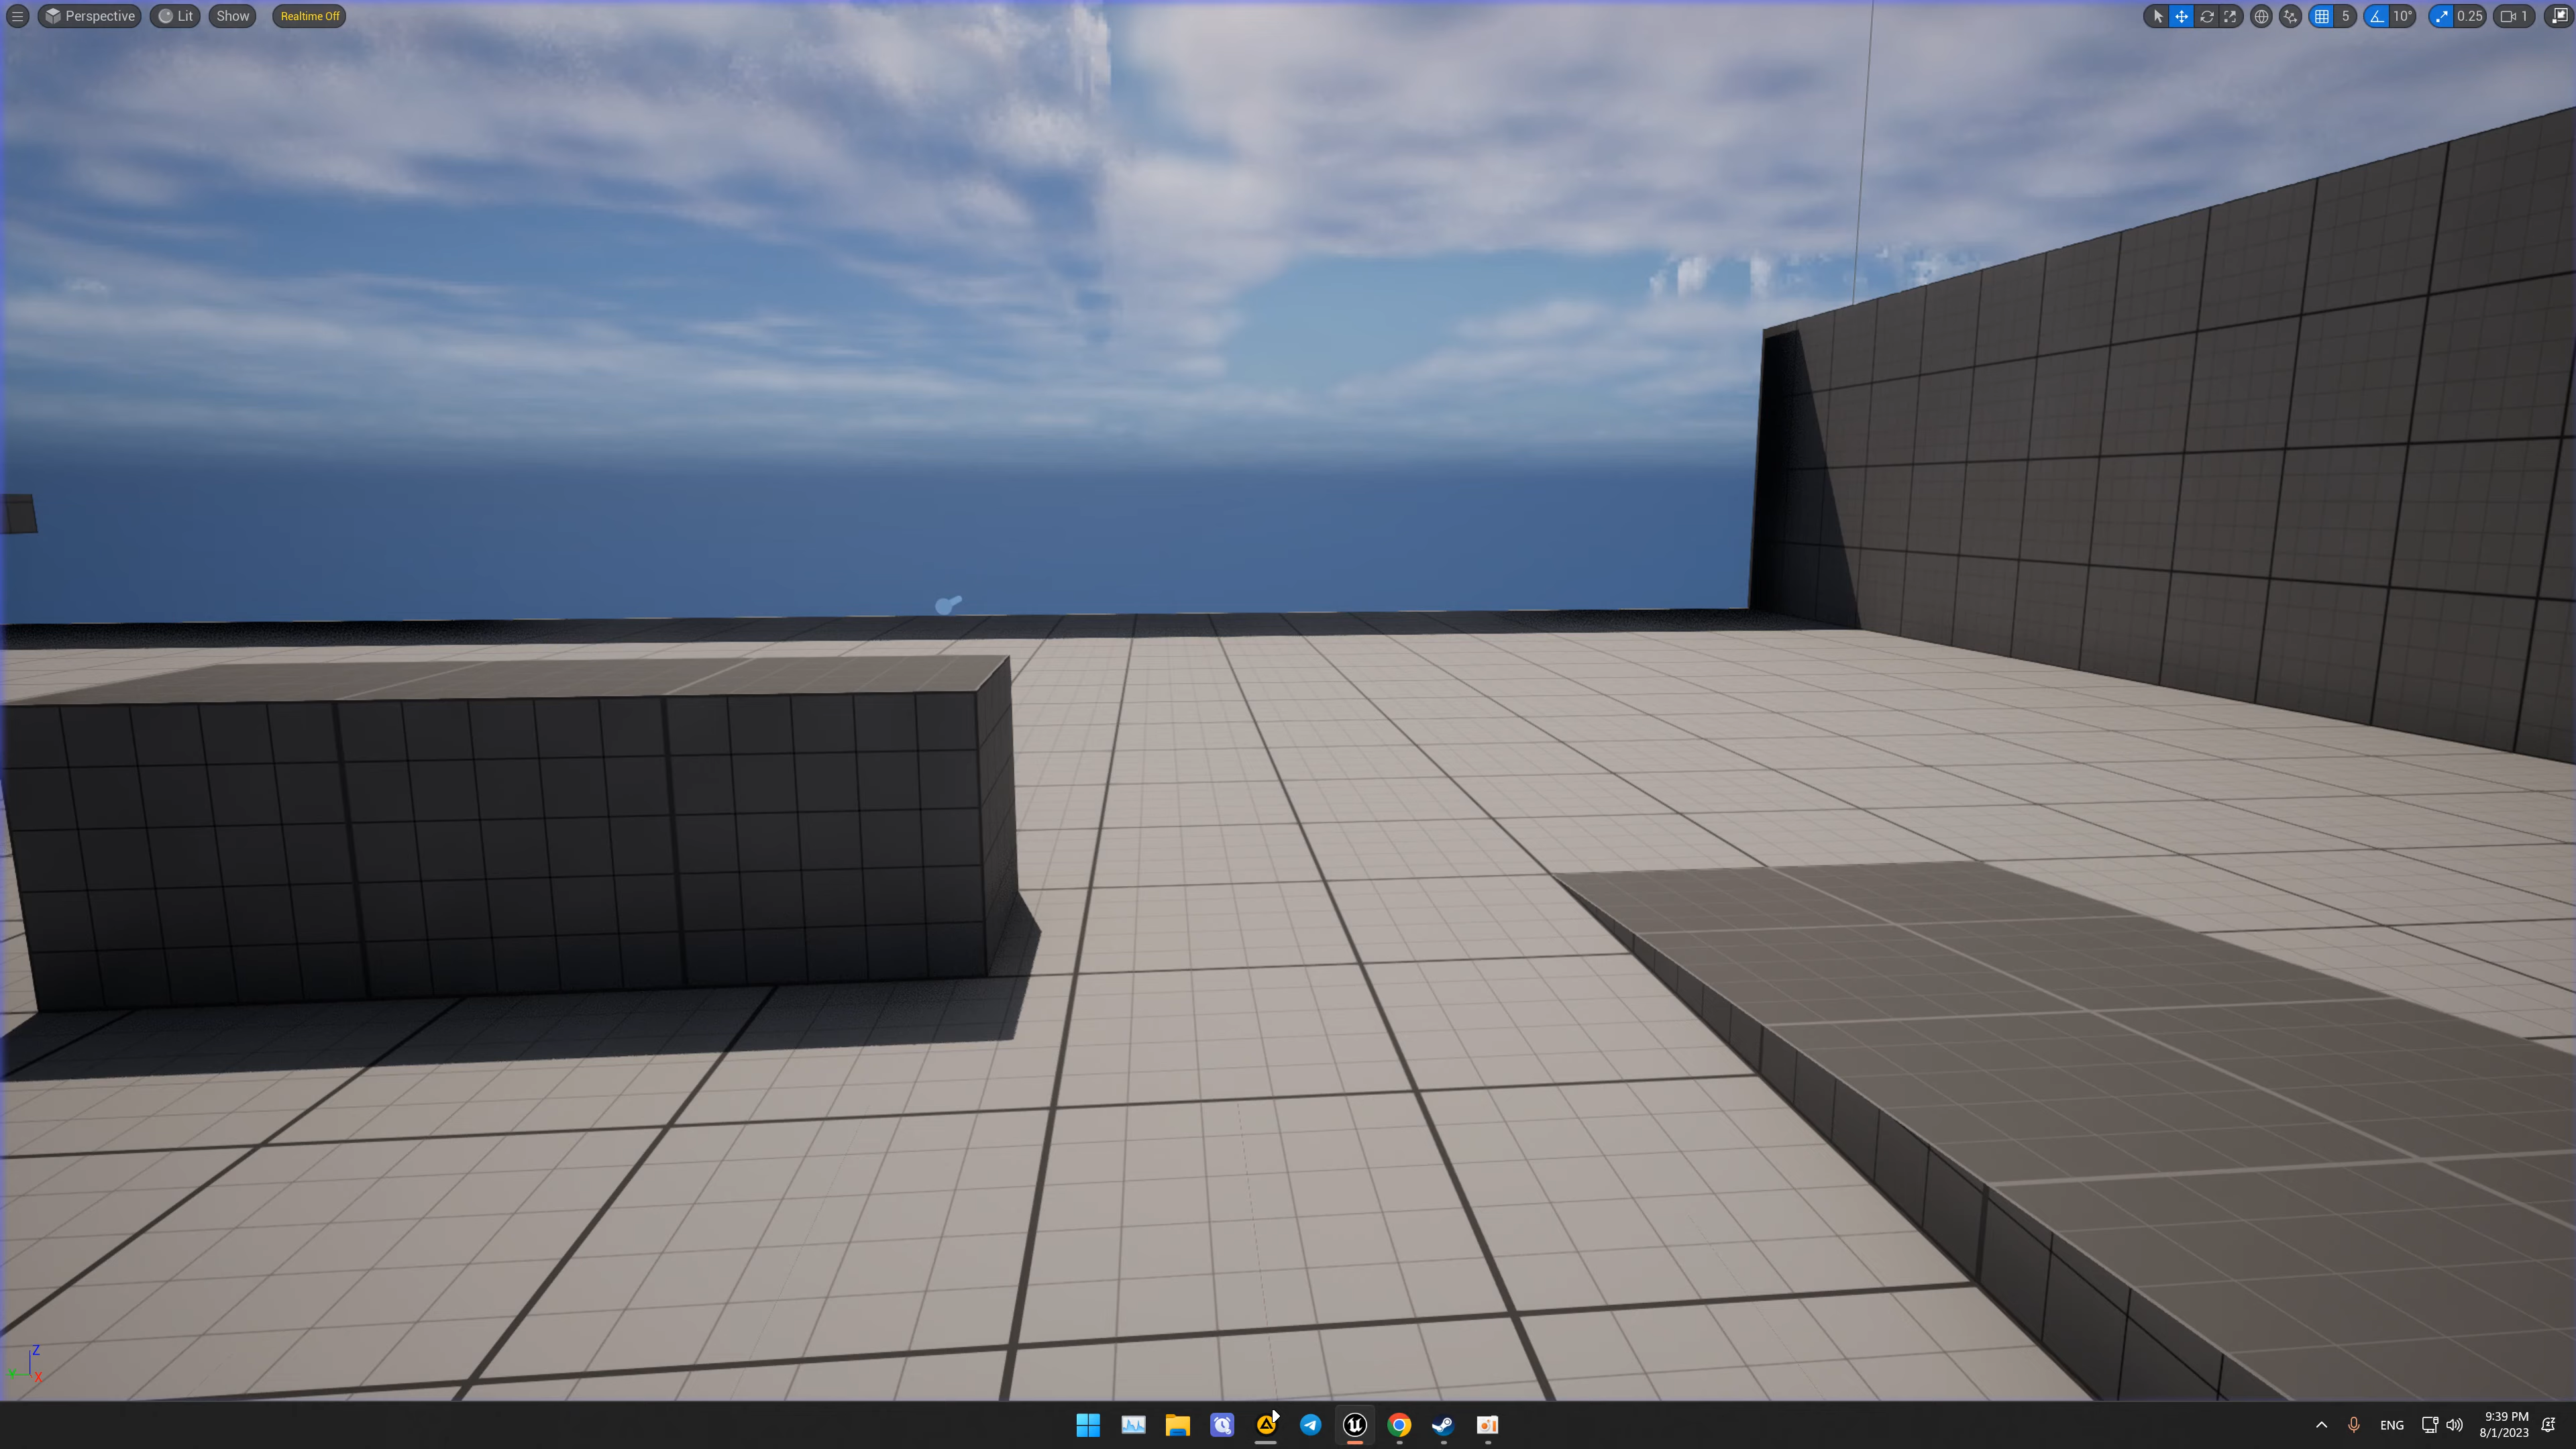 Perspective
Lit
Show
Realtime Off
5
10°
0.25
1
Z
X
ENG
9:39 PM
8/1/2023